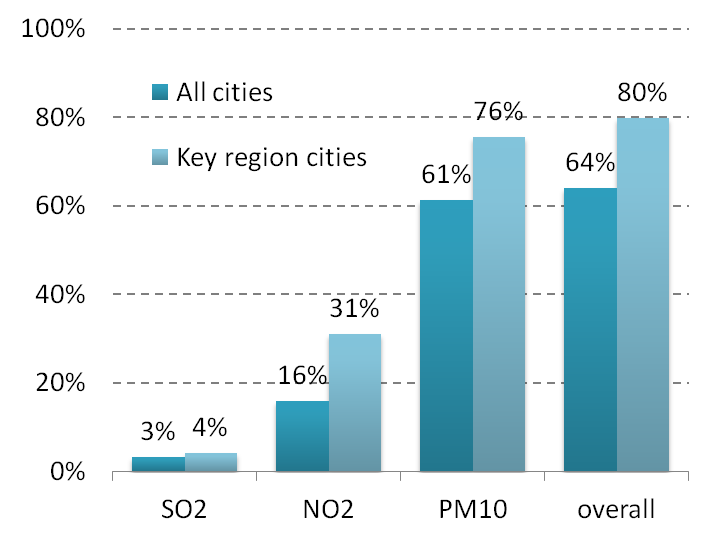 100%
80%
60%
40%
20%
0%
All cities
Key region cities
3%
4%
16%
31%
61%
76%
64%
80%
SO2
NO2
PM10
overall